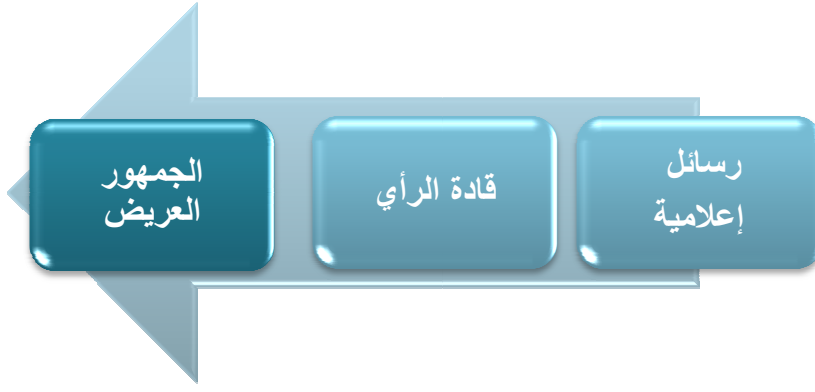 رسائل
إعلامية
قادة الرأي
الجمهور
العريض